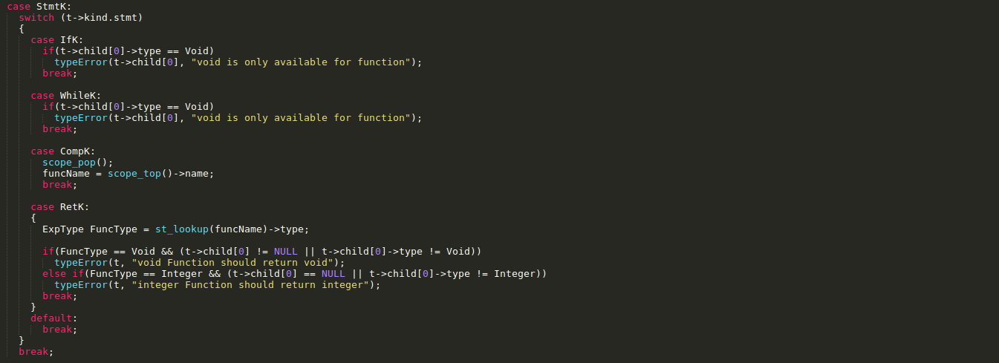 case StmtK:
  switch (t->kind.stmt)
  {
    case IfK:
      if(t->child[0]->type == Void)
        typeError(t->child[0], "void is only available for function");
      break;

    case WhileK:
      if(t->child[0]->type == Void)
        typeError(t->child[0], "void is only available for function");
      break;

    case CompK:
      scope_pop();
      funcName = scope_top()->name;
      break;

    case RetK:
    {
      ExpType FuncType = st_lookup(funcName)->type;

      if(FuncType == Void && (t->child[0] != NULL || t->child[0]->type != Void))
        typeError(t, "void Function should return void");
      else if(FuncType == Integer && (t->child[0] == NULL || t->child[0]->type != Integer))
        typeError(t, "integer Function should return integer");
      break;
    }
    default:
      break;
  }
  break;